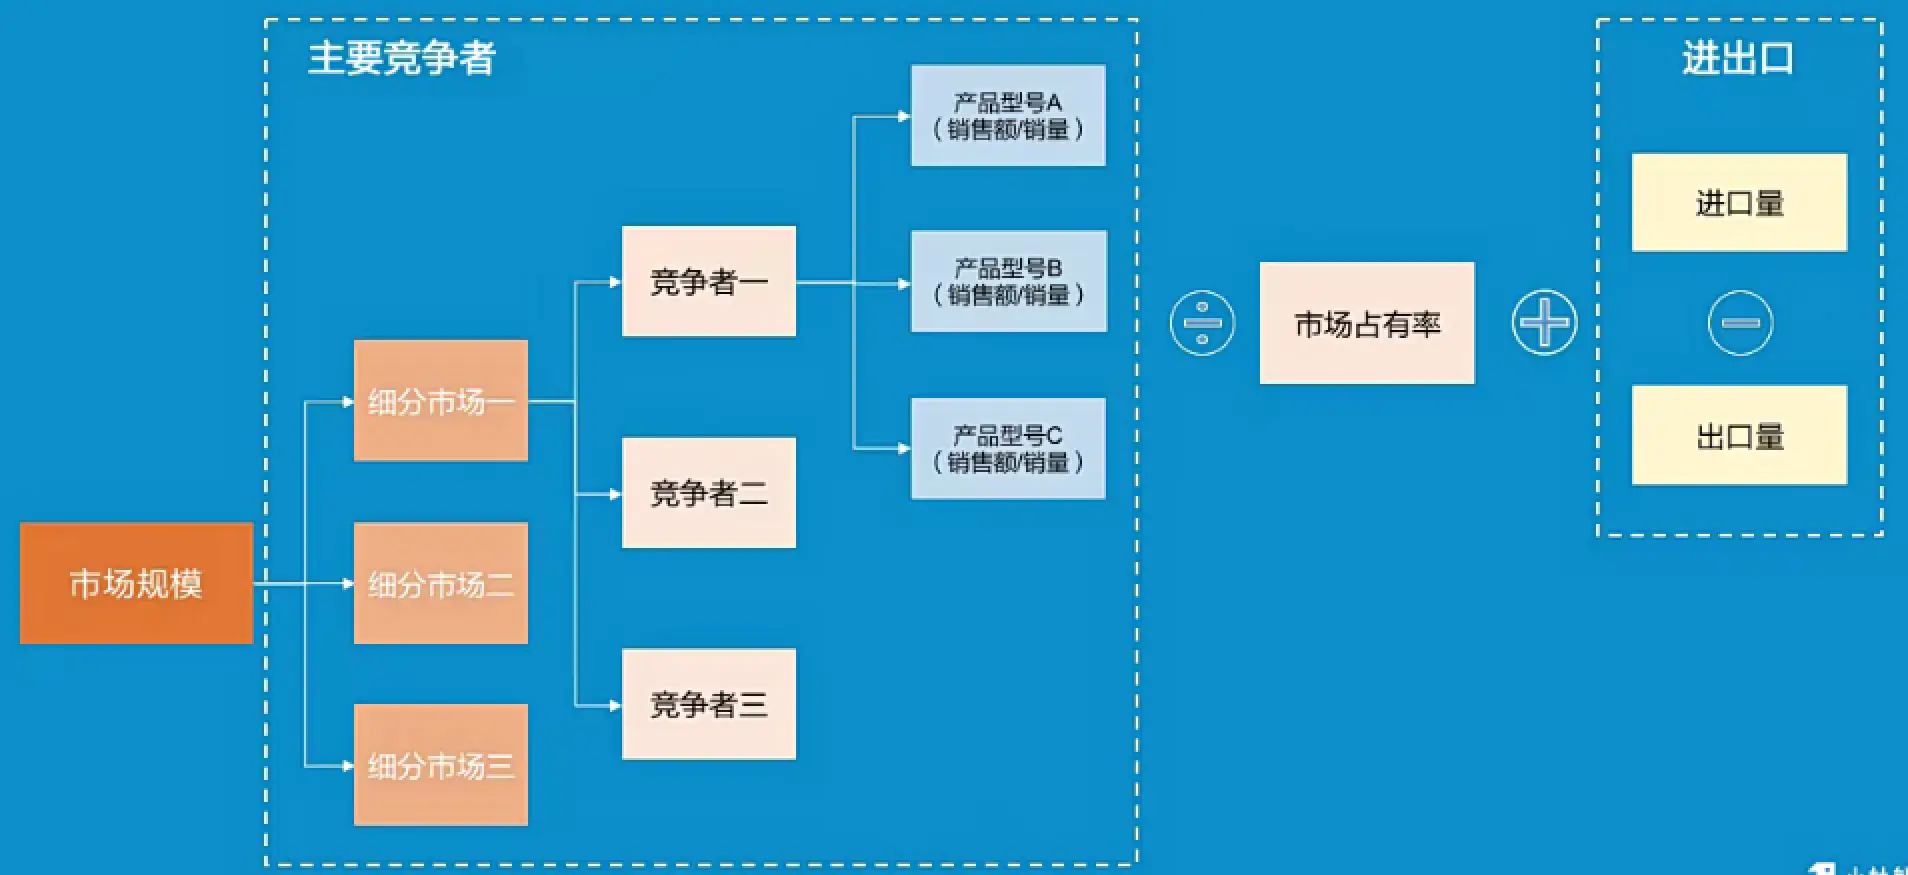 主要竞争者
进出口
产品型号A
（销售额/销量）
进口量
竞争者一
产品型号B
（销售额/销量）
市场占有率
细分市场一
产品型号C
（销售额/销量）
出口量
竞争者二
市场规模
细分市场二
竞争者三
细分市场三